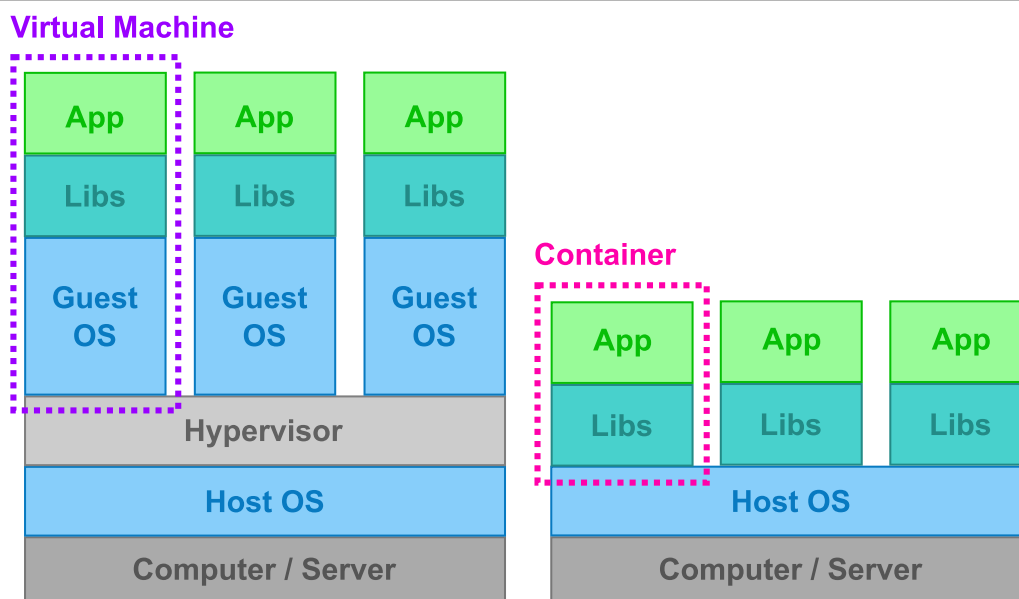 Virtual Machine
App
App
App
Libs
Libs
Libs
Guest
OS
Guest
OS
Guest
OS
Hypervisor
Host OS
Computer / Server
Container
App
App
App
Libs
Libs
Libs
Host OS
Computer / Server